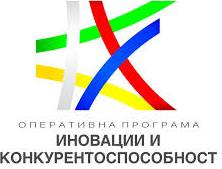 ОПЕРАТИВНА ПРОГРАМА
ИНОВАЦИИ И
КОНКУРЕНТОСПОСОБНОСТ